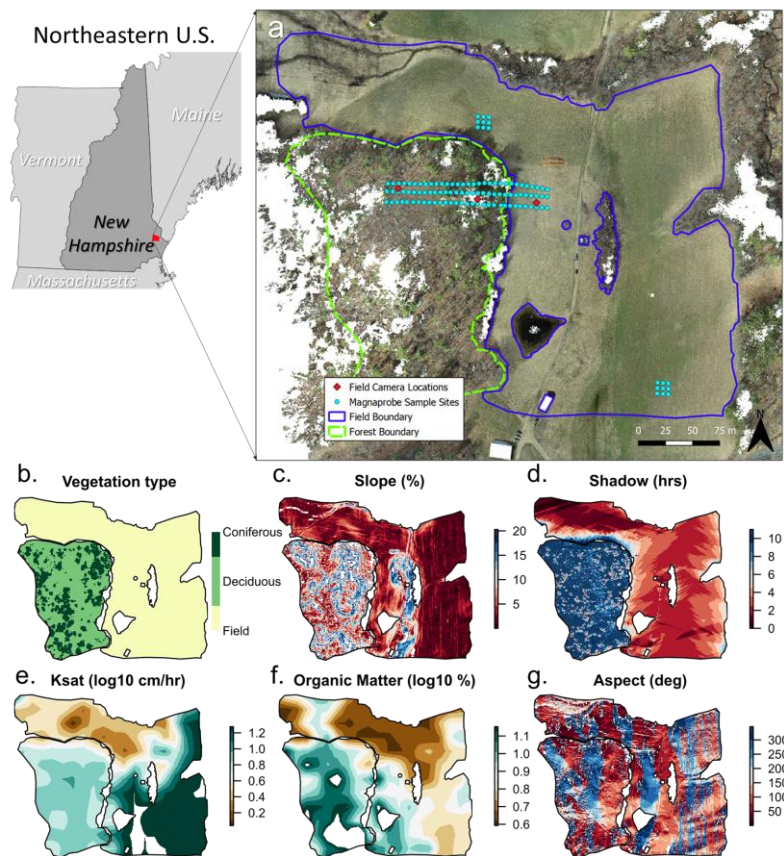 Northeastern U.S.
Maine
Vermont
New
Hampshire
Massachusetts
a
Field Camera Locations
Magnaprobe Sample Sites
Field Boundary
Forest Boundary
N
0 25 50 75 m
b. Vegetation type
Coniferous
Deciduous
Field
c. Slope (%)
20
15
10
5
d. Shadow (hrs)
10
8
6
4
2
0
e. Ksat (log10 cm/hr)
1.2
1.0
0.8
0.6
0.4
0.2
f. Organic Matter (log10 %)
1.1
1.0
0.9
0.8
0.7
0.6
g. Aspect (deg)
300
250
200
150
100
50